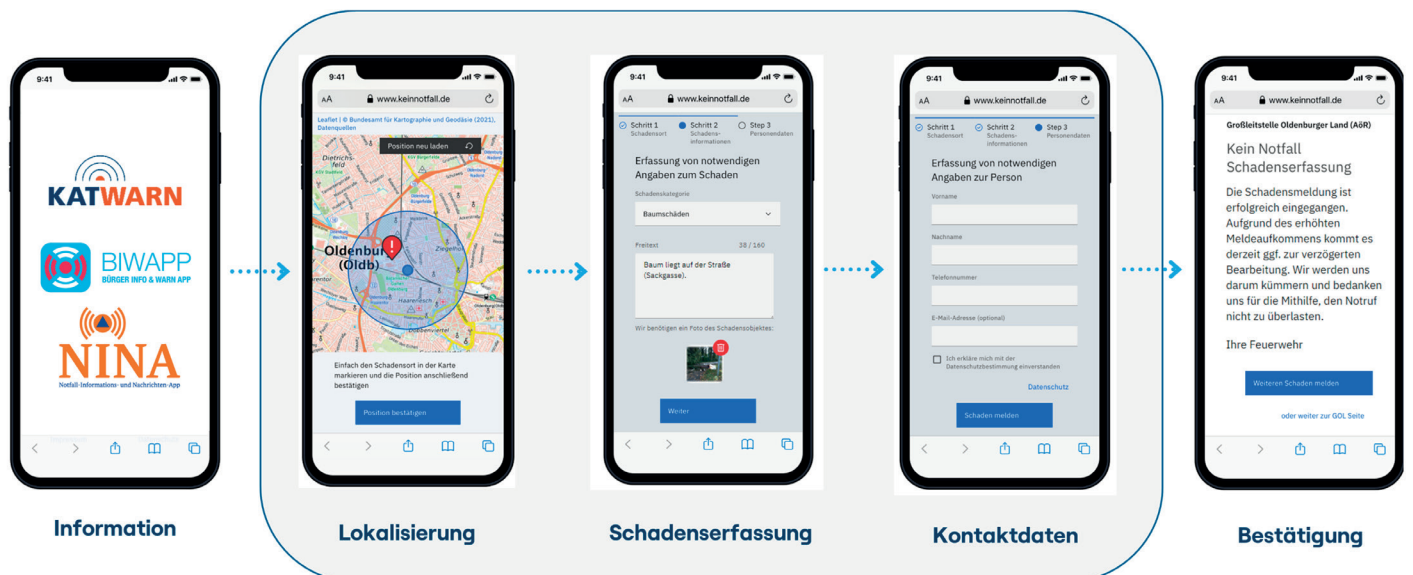 9:41
KATWARN
BIWAPP
BÜRGER INFO & WARN APP
NINA
Notfall-Informations- und Nachrichten-App
Information
9:41
AA www.keinnotfall.de
Leaflet | © Bundesamt für Kartographie und Geodäsie (2021),
Datenquellen
Position neu laden
Dietrichs-
feld
Oldenburg
(Oldb)
Ziegelhof
Haarenesch
Dobbenviertel
Einfach den Schadensort in der Karte
markieren und die Position anschließend
bestätigen
Position bestätigen
Lokalisierung
9:41
AA www.keinnotfall.de
Schritt 1 Schritt 2 Step 3
Schadensort Schadens- Personendaten
informationen
Erfassung von notwendigen
Angaben zum Schaden
Schadenskategorie
Baumschäden
Freitext 38 / 160
Baum liegt auf der Straße
(Sackgasse).
Wir benötigen ein Foto des Schadensobjektes:
Weiter
Schadenserfassung
9:41
AA www.keinnotfall.de
Schritt 1 Schritt 2 Step 3
Schadensort Schadens- Personendaten
informationen
Erfassung von notwendigen
Angaben zur Person
Vorname
Nachname
Telefonnummer
E-Mail-Adresse (optional)
Ich erkläre mich mit der
Datenschutzbestimmung einverstanden
Datenschutz
Schaden melden
Kontaktdaten
9:41
AA www.keinnotfall.de
Großleitstelle Oldenburger Land (AöR)
Kein Notfall
Schadenserfassung
Die Schadensmeldung ist
erfolgreich eingegangen.
Aufgrund des erhöhten
Meldeaufkommens kommt es
derzeit ggf. zur verzögerten
Bearbeitung. Wir werden uns
darum kümmern und bedanken
uns für die Mithilfe, den Notruf
nicht zu überlasten.
Ihre Feuerwehr
Weiteren Schaden melden
oder weiter zur GOL Seite
Bestätigung